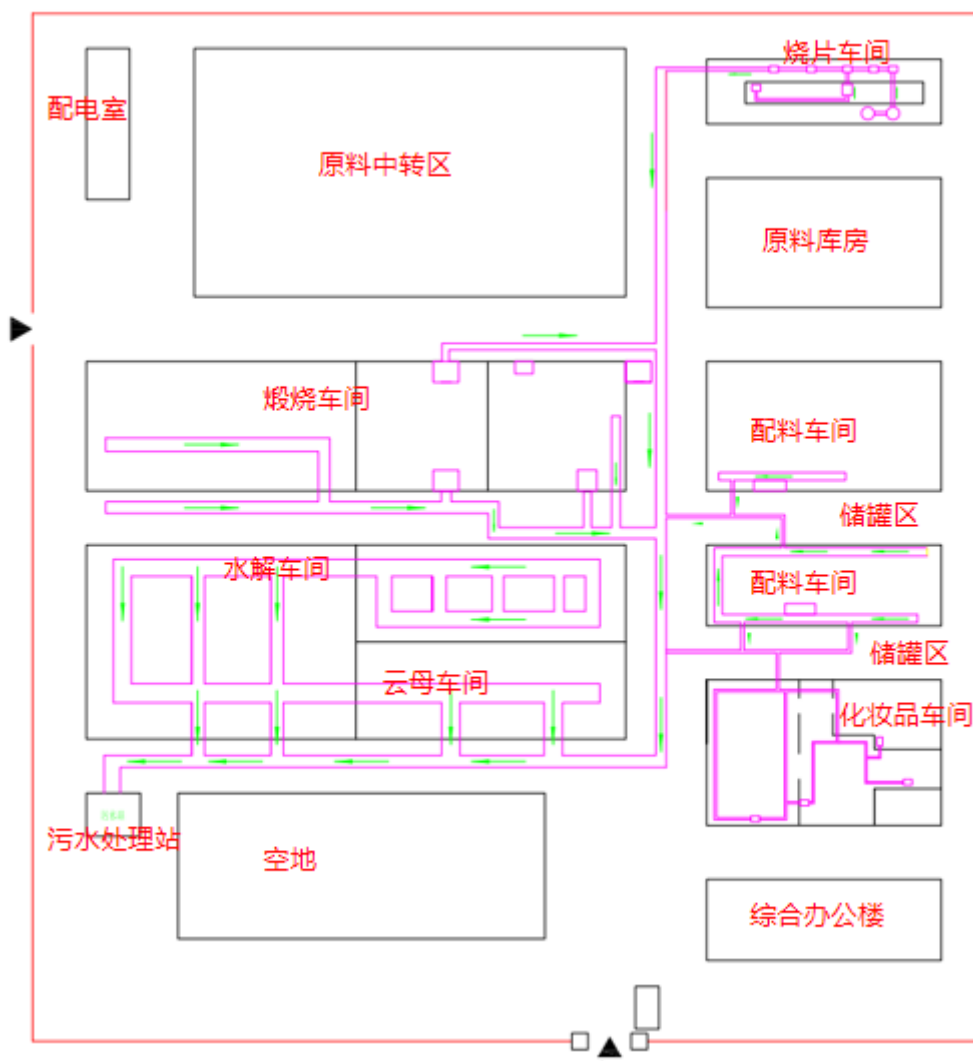 烧片车间
配电室
原料中转区
原料库房
煅烧车间
配料车间
储罐区
水解车间
配料车间
储罐区
云母车间
化妆品车间
污水处理站
空地
综合办公楼